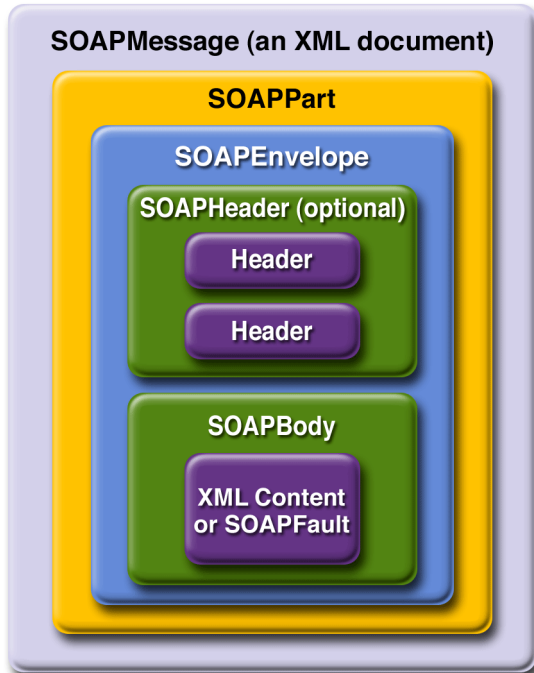 SOAPMessage (an XML document)
SOAPPart
SOAPEnvelope
SOAPHeader (optional)
Header
Header
SOAPBody
XML Content
or SOAPFault